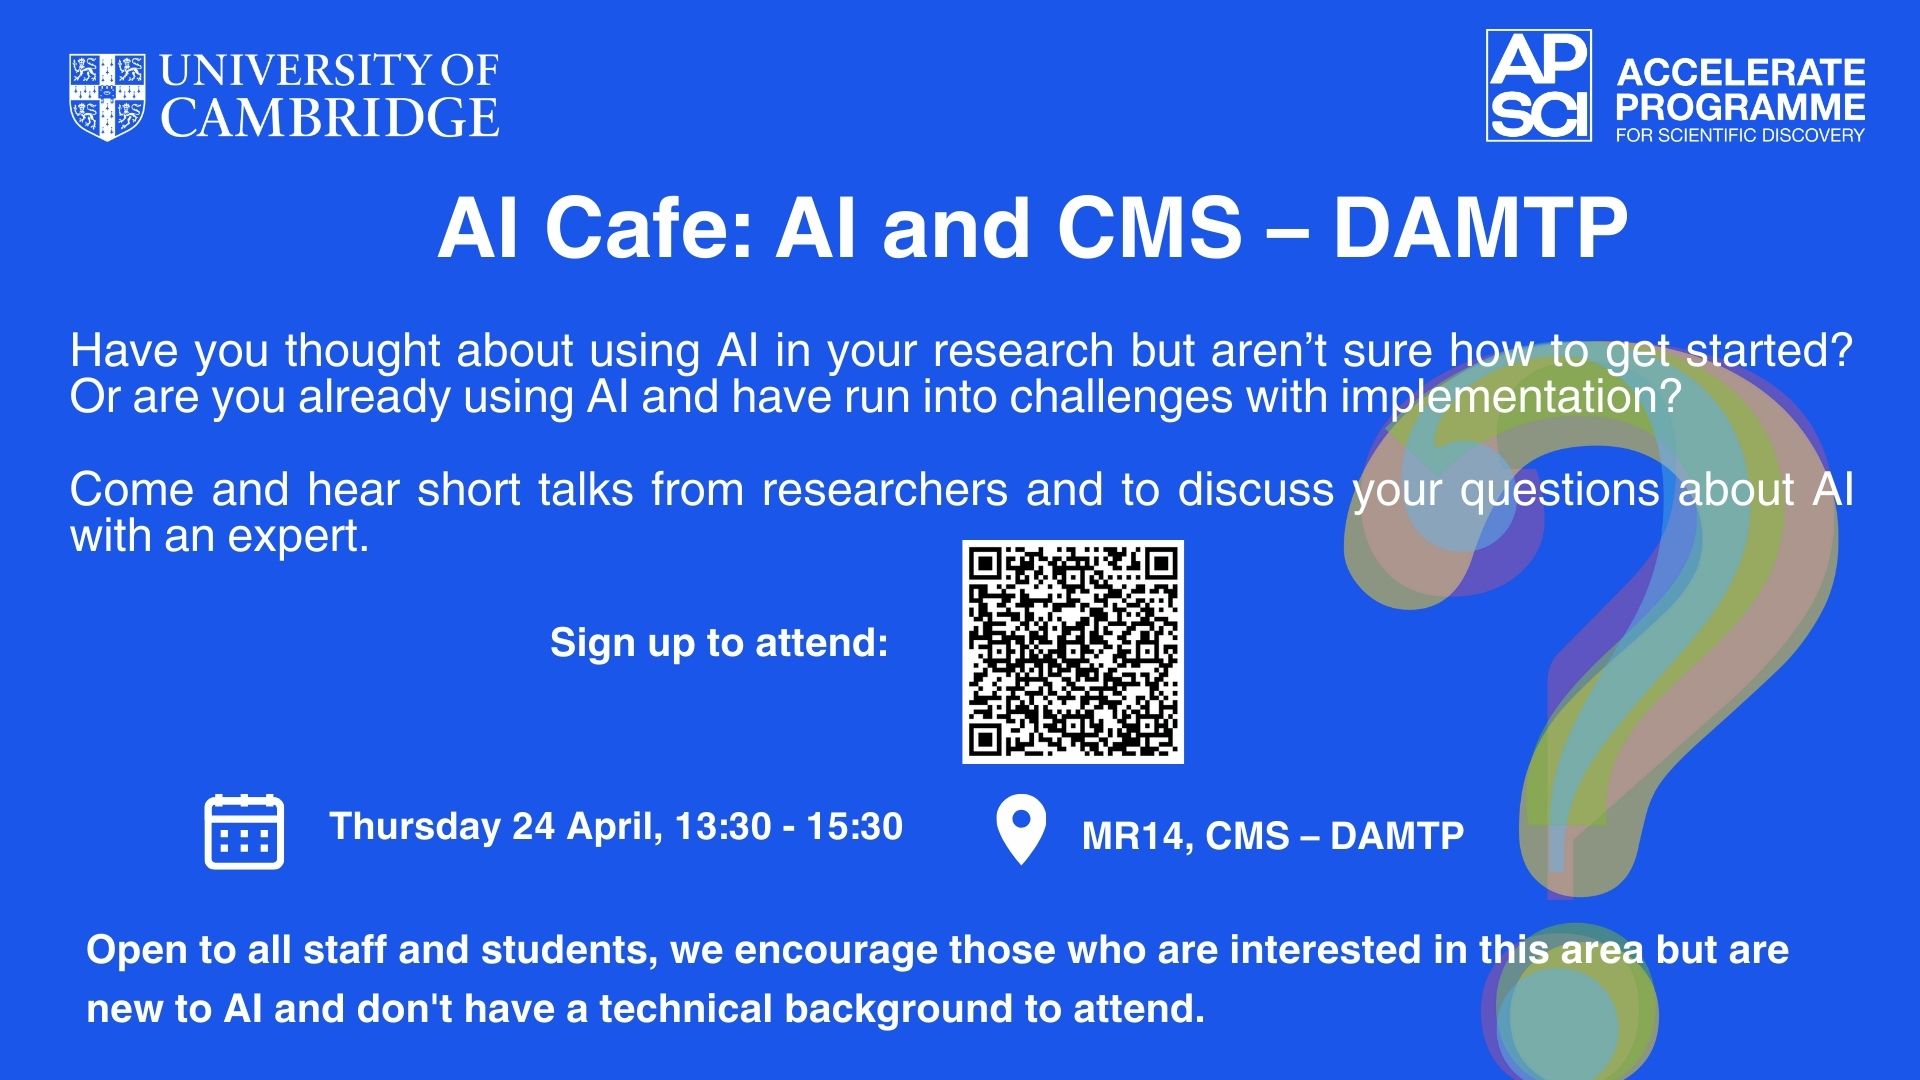 UNIVERSITY OF
CAMBRIDGE
AP
SCI
ACCELERATE
PROGRAMME
FOR SCIENTIFIC DISCOVERY
AI Cafe: AI and CMS – DAMTP
Have you thought about using AI in your research but aren’t sure how to get started?
Or are you already using AI and have run into challenges with implementation?
Come and hear short talks from researchers and to discuss your questions about AI
with an expert.
Sign up to attend:
Thursday 24 April, 13:30 - 15:30
MR14, CMS – DAMTP
Open to all staff and students, we encourage those who are interested in this area but are
new to AI and don't have a technical background to attend.